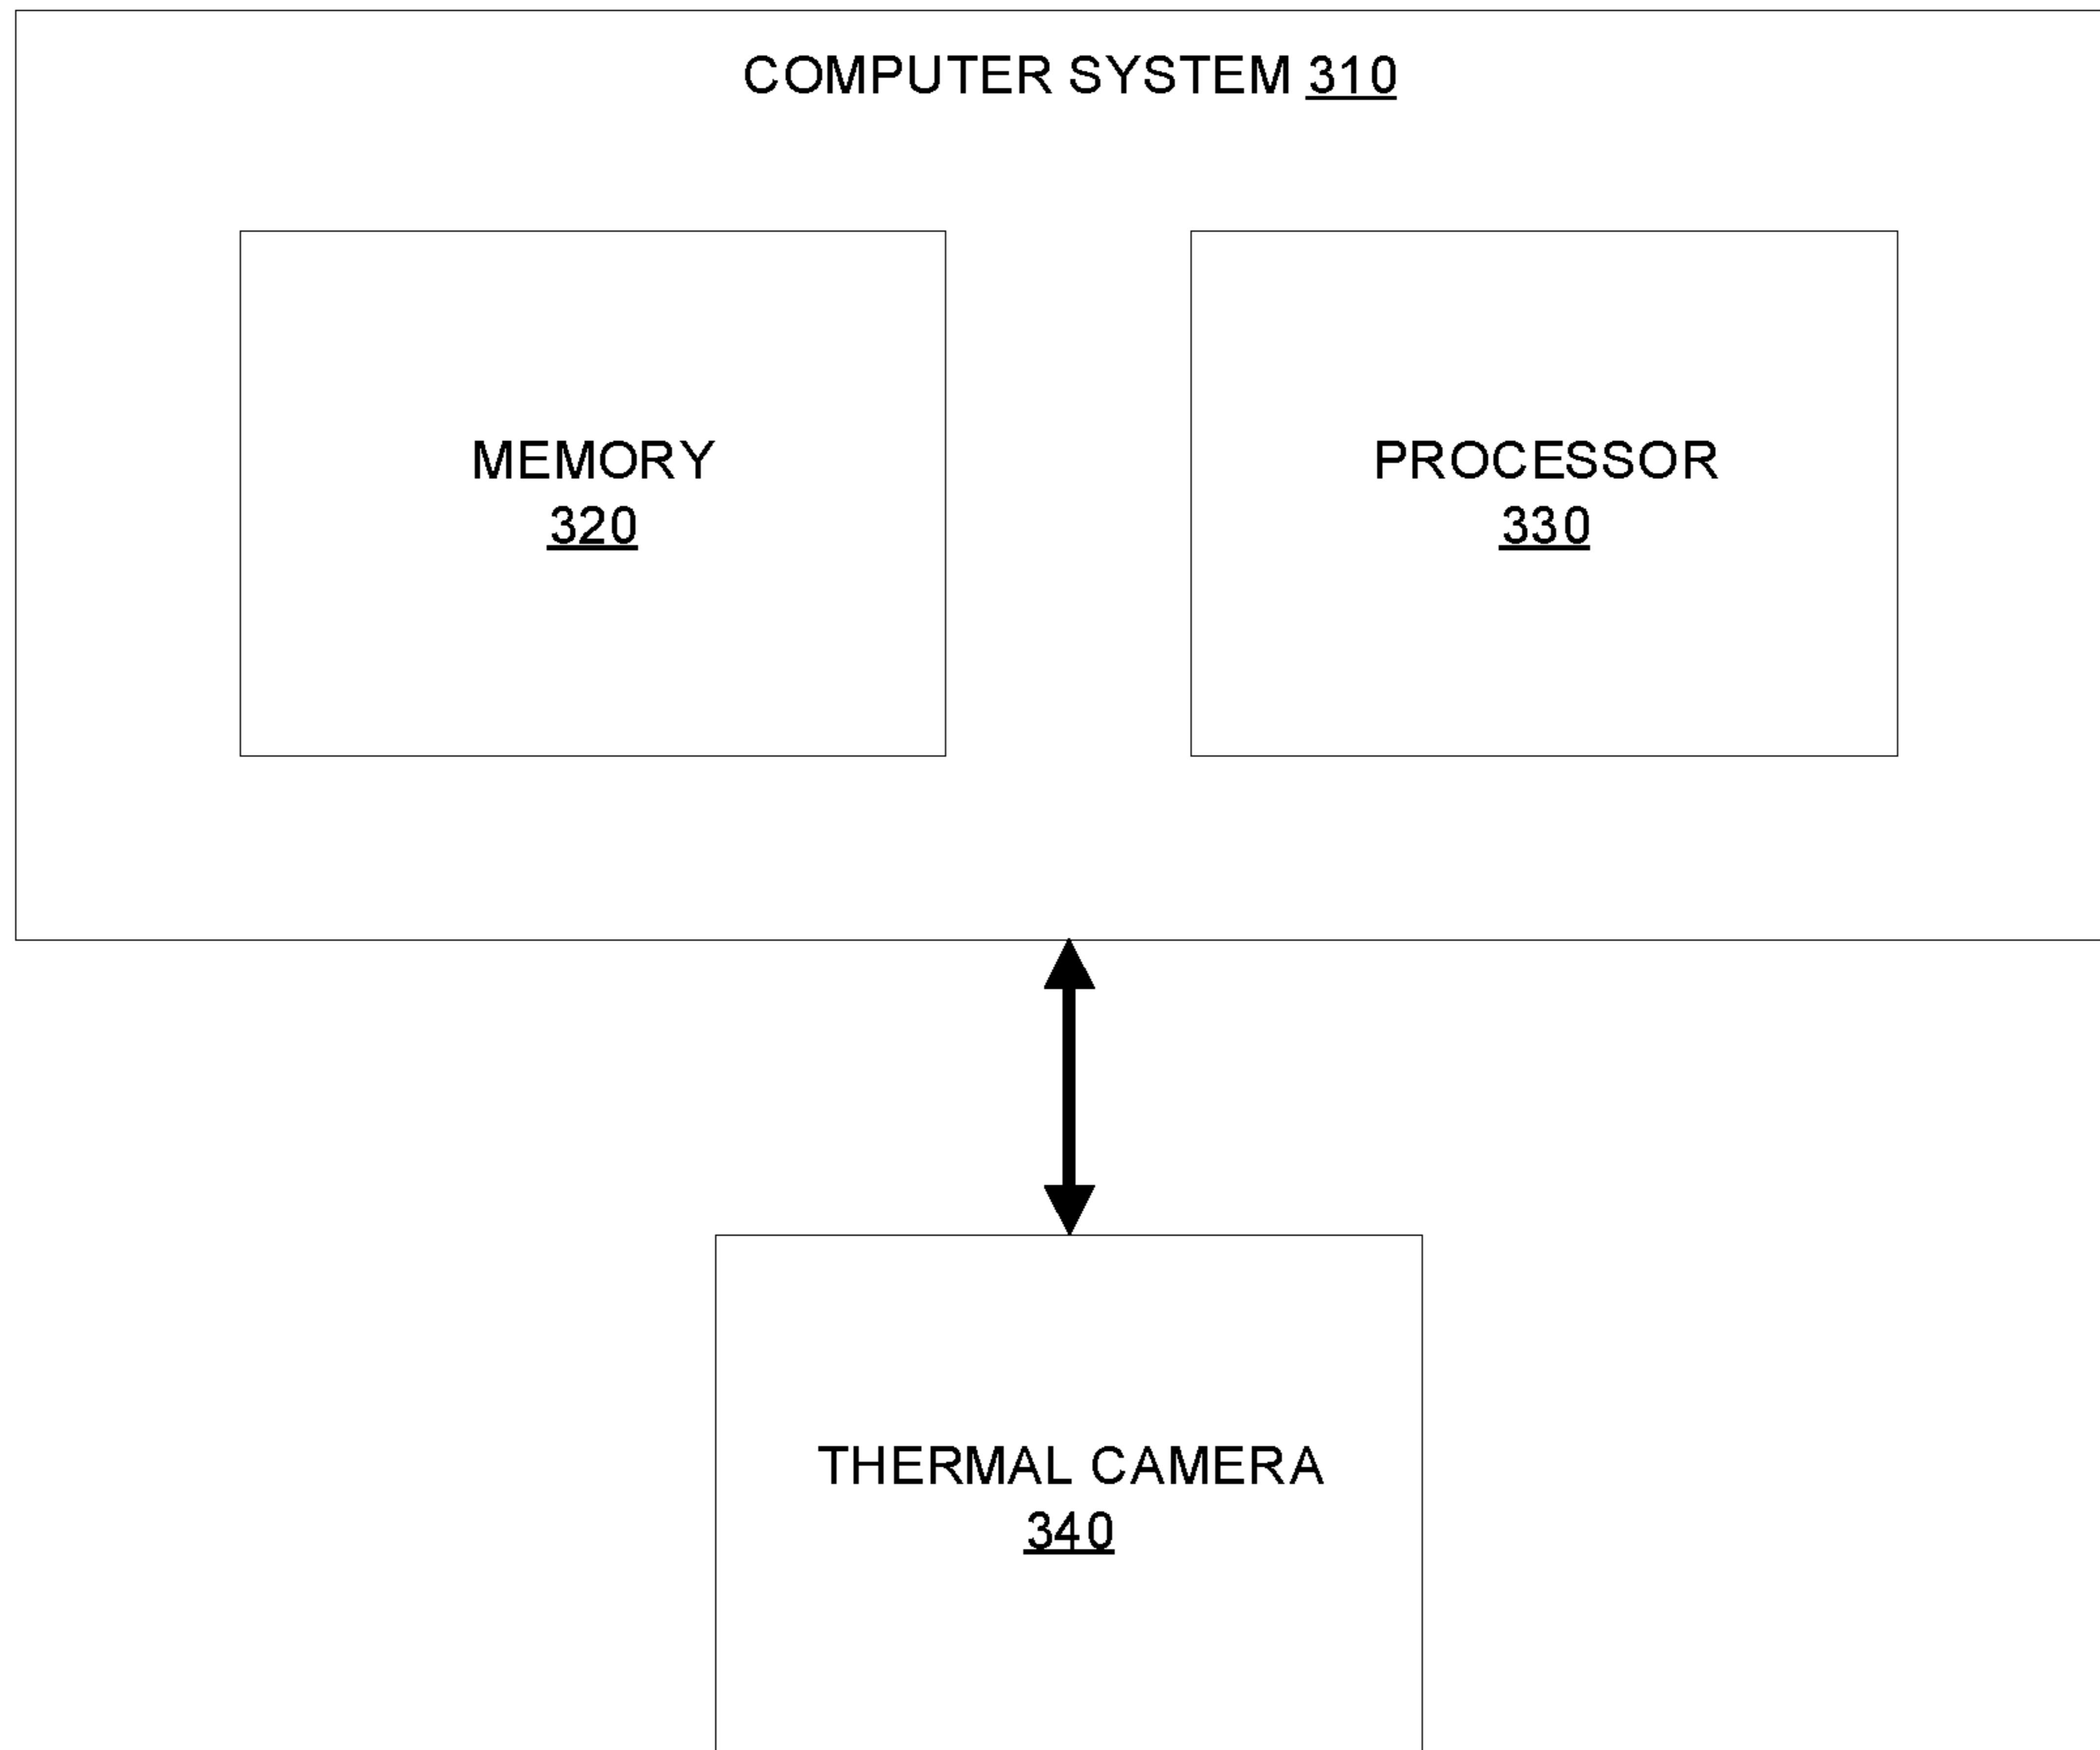 COMPUTER SYSTEM 310
MEMORY
320
PROCESSOR
330
THERMAL CAMERA
340